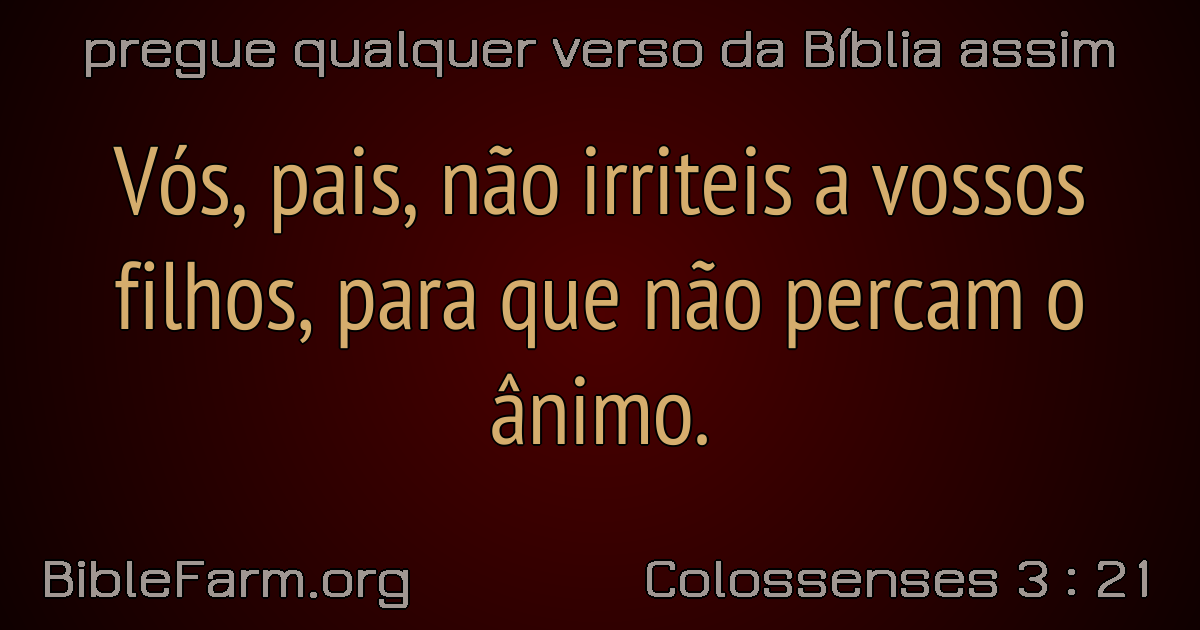 pregue qualquer verso da Bíblia assim
Vós, pais, não irriteis a vossos
filhos, para que não percam o
ânimo.
BibleFarm.org
Colossenses 3 : 21